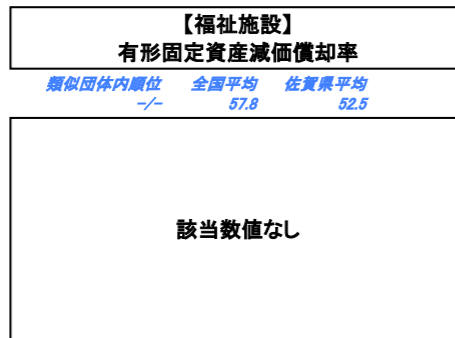 【福祉施設】
有形固定資産減価償却率
類似団体内順位 全国平均 佐賀県平均
-/- 57.8 52.5
該当数値なし